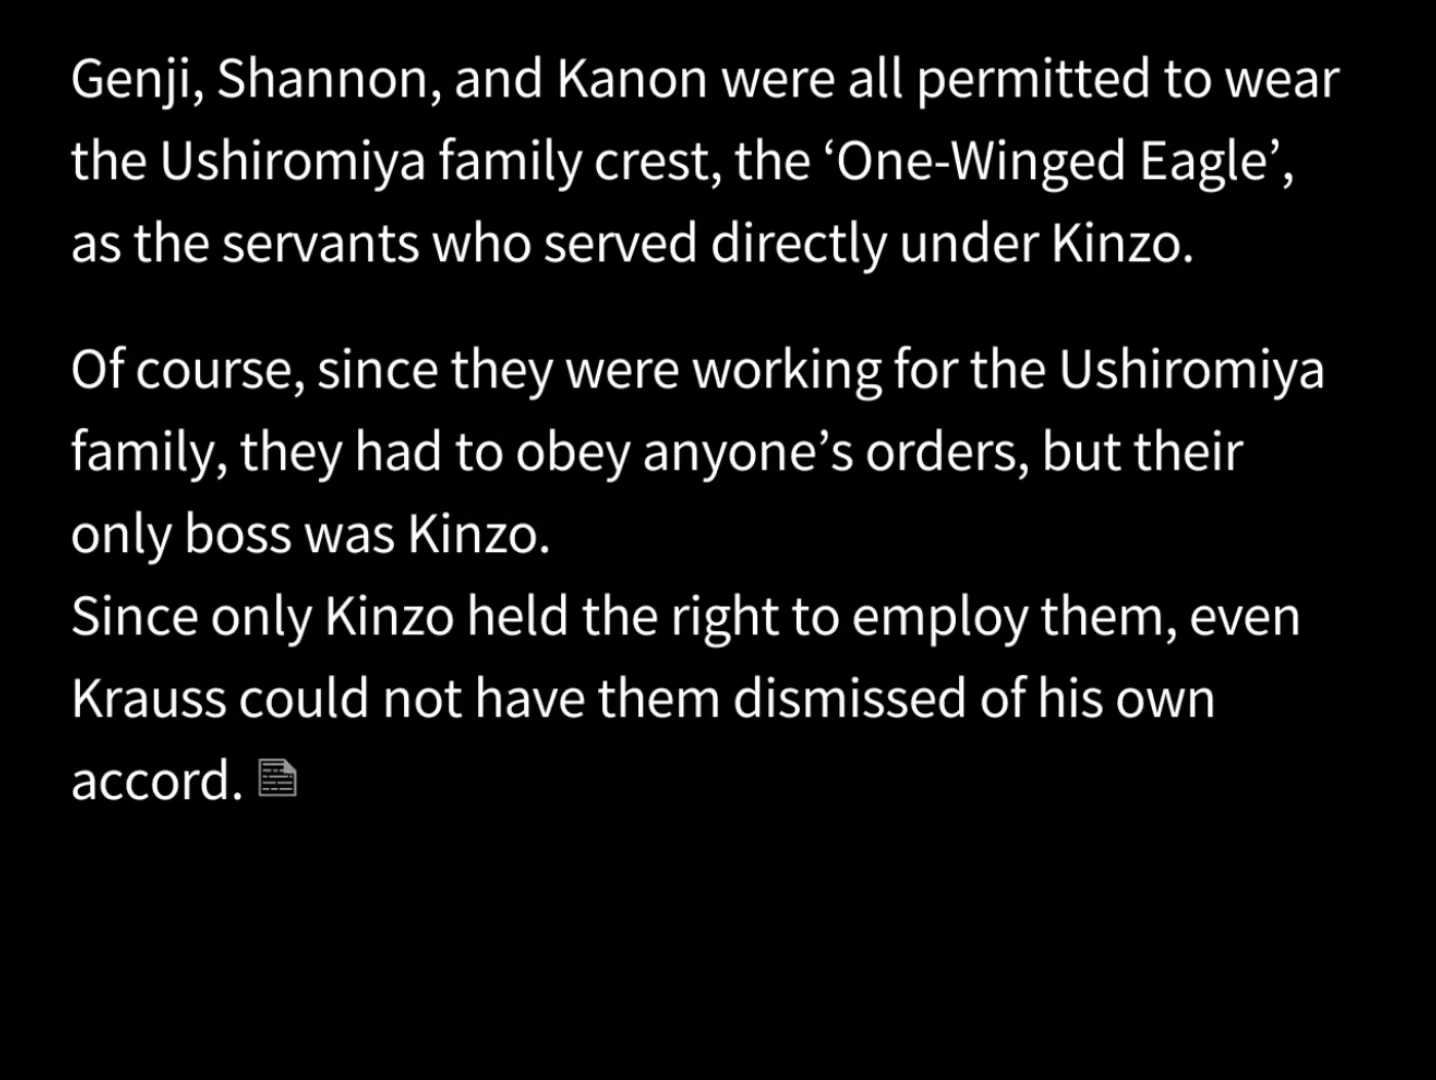 Genji, Shannon, and Kanon were all permitted to wear
the Ushiromiya family crest, the ‘One-Winged Eagle’,
as the servants who served directly under Kinzo.
Of course, since they were working for the Ushiromiya
family, they had to obey anyone’s orders, but their
only boss was Kinzo.
Since only Kinzo held the right to employ them, even
Krauss could not have them dismissed of his own
accord.